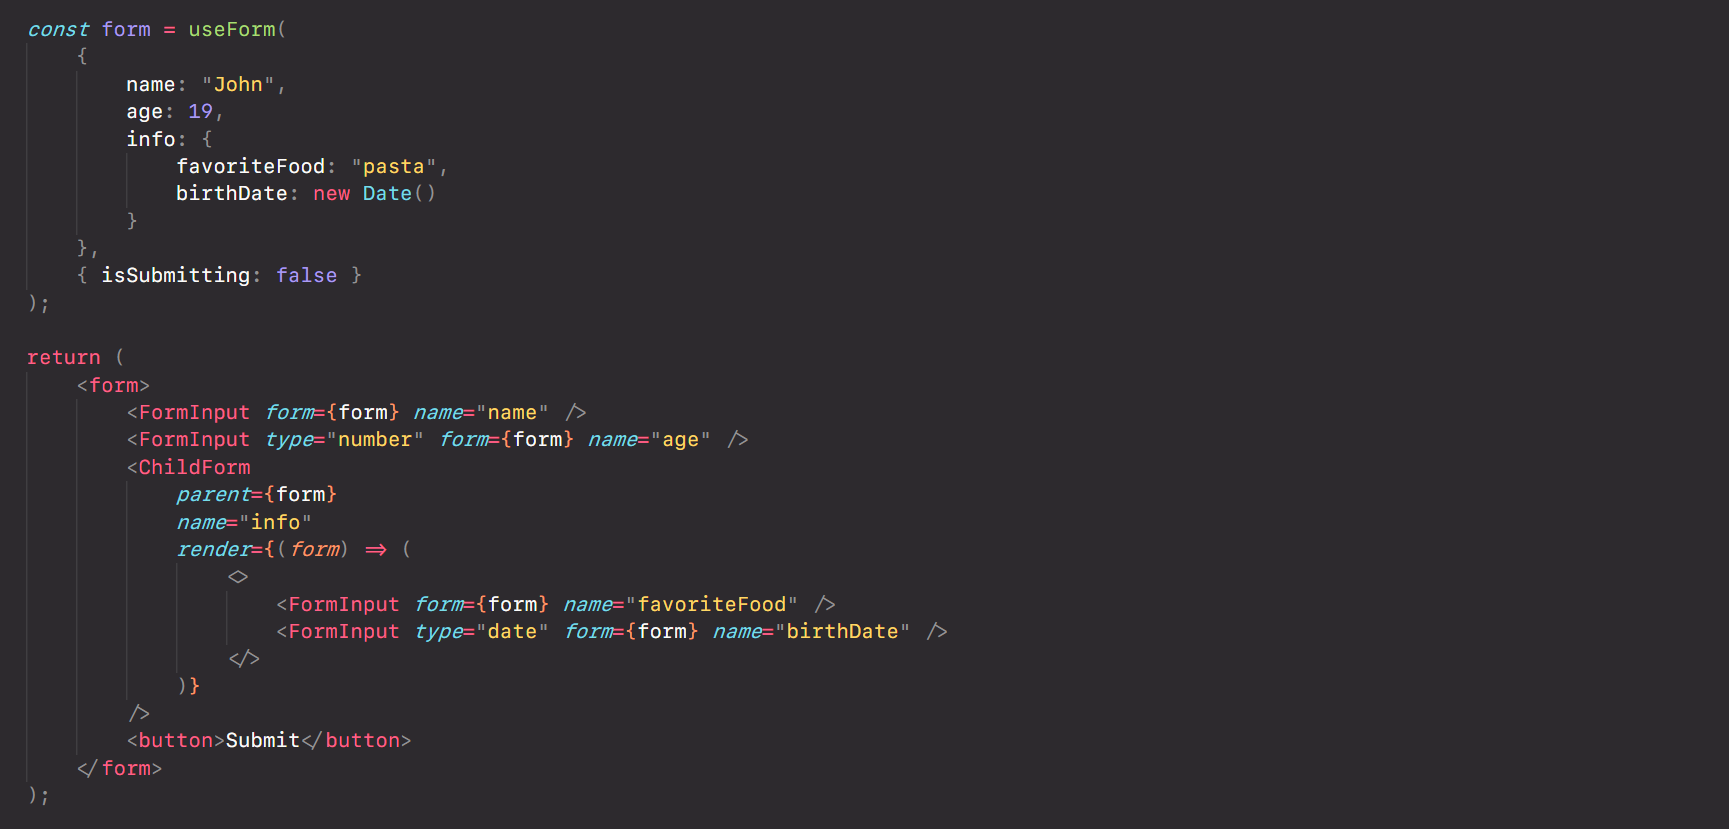 const form = useForm(
    {
        name: "John",
        age: 19,
        info: {
            favoriteFood: "pasta",
            birthDate: new Date()
        }
    },
    { isSubmitting: false }
);

return (
    <form>
        <FormInput form={form} name="name" />
        <FormInput type="number" form={form} name="age" />
        <ChildForm
            parent={form}
            name="info"
            render={(form) => (
                <>
                    <FormInput form={form} name="favoriteFood" />
                    <FormInput type="date" form={form} name="birthDate" />
                </>
            )}
        />
        <button>Submit</button>
    </form>
);